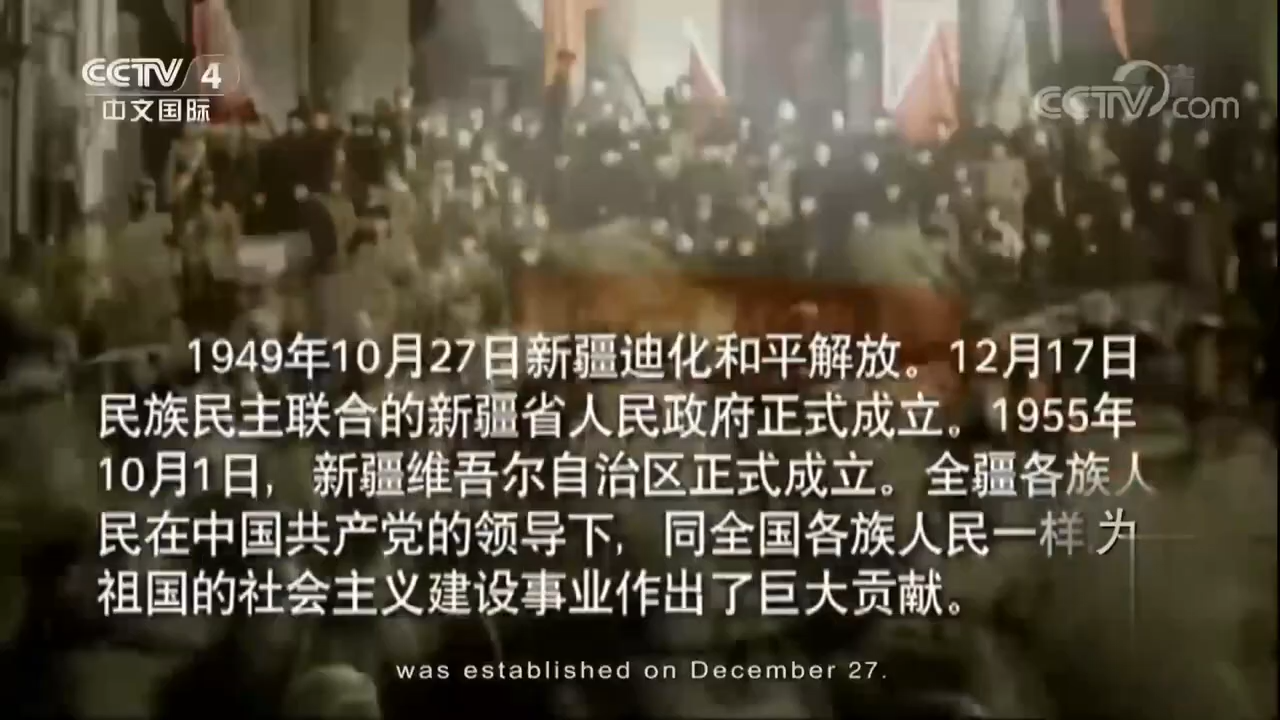 CCTV 4
中文国际
CCTV.com
1949年10月27日新疆迪化和平解放。12月17日
民族民主联合的新疆省人民政府正式成立。1955年
10月1日，新疆维吾尔自治区正式成立。全疆各族人
民在中国共产党的领导下，同全国各族人民一样为
祖国的社会主义建设事业作出了巨大贡献。
was established on December 27.